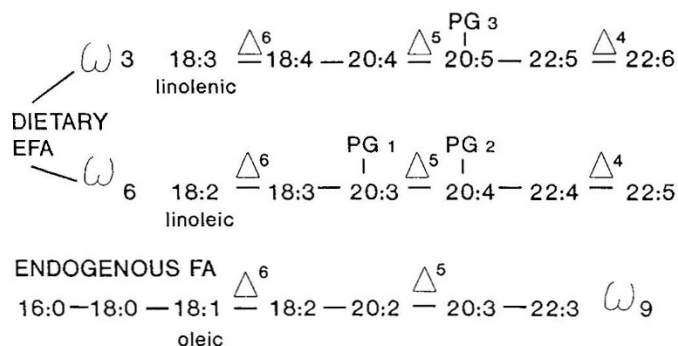 PG 3
ω 3 18:3 ≝ Δ6 18:4 — 20:4 Δ5 = 20:5 — 22:5 Δ4 = 22:6
linolenic
DIETARY
EFA
PG 1 PG 2
ω 6 18:2 Δ6 = 18:3 — 20:3 Δ5 = 20:4 — 22:4 Δ4 = 22:5
linoleic
ENDOGENOUS FA
16:0 — 18:0 — 18:1 Δ6 = 18:2 — 20:2 Δ5 — 20:3 — 22:3 ω9
oleic